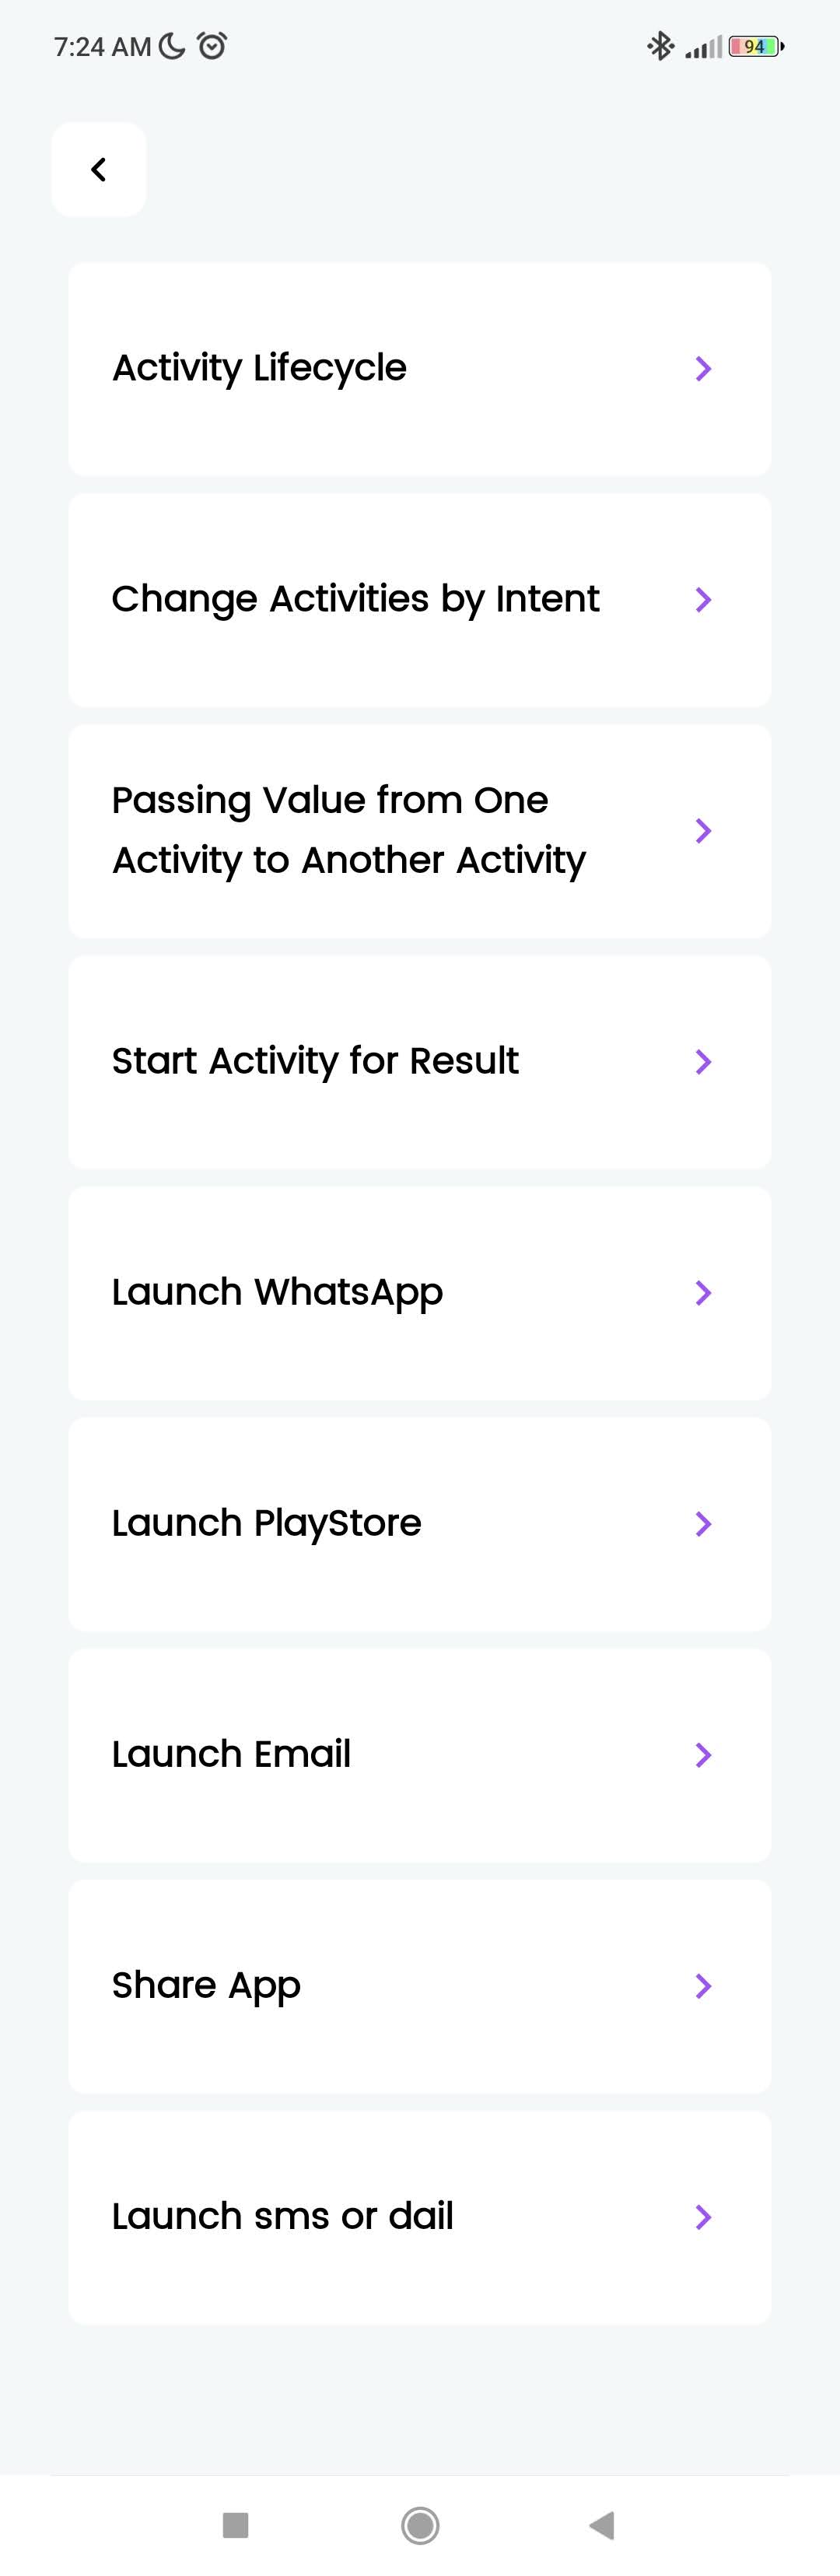 7:24 AM
94
Activity Lifecycle
Change Activities by Intent
Passing Value from One
Activity to Another Activity
Start Activity for Result
Launch WhatsApp
Launch PlayStore
Launch Email
Share App
Launch sms or dail